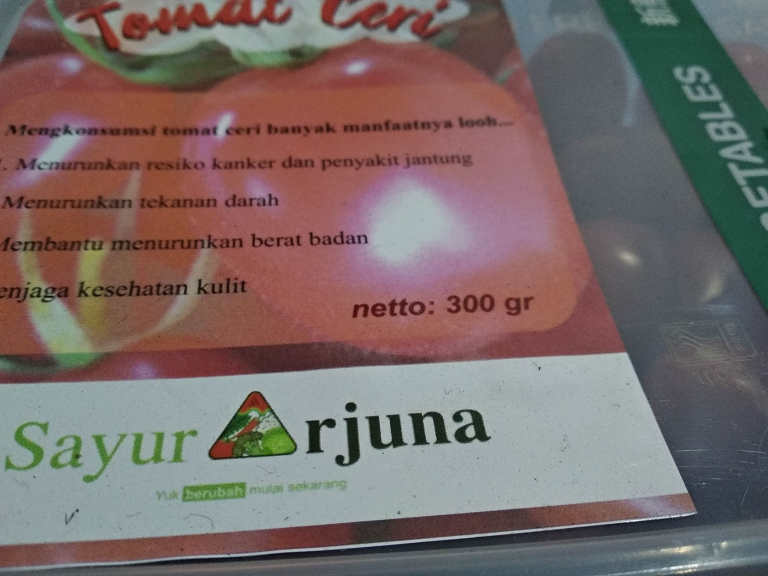 Tomat Ceri
Mengkonsumsi tomat ceri banyak manfaatnya looh...
. Menurunkan resiko kanker dan penyakit jantung
Menurunkan tekanan darah
Membantu menurunkan berat badan
enjaga kesehatan kulit
netto: 300 gr
Sayur Arjuna
Yuk berubah mulai sekarang
ETABLES